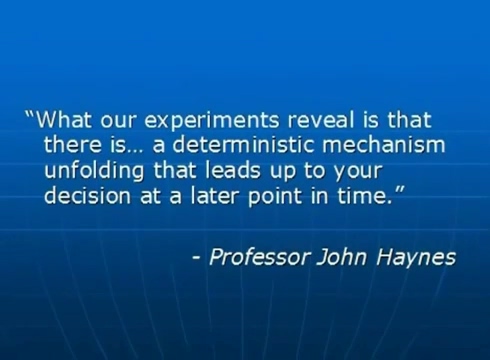 “What our experiments reveal is that
there is... a deterministic mechanism
unfolding that leads up to your
decision at a later point in time.”
- Professor John Haynes